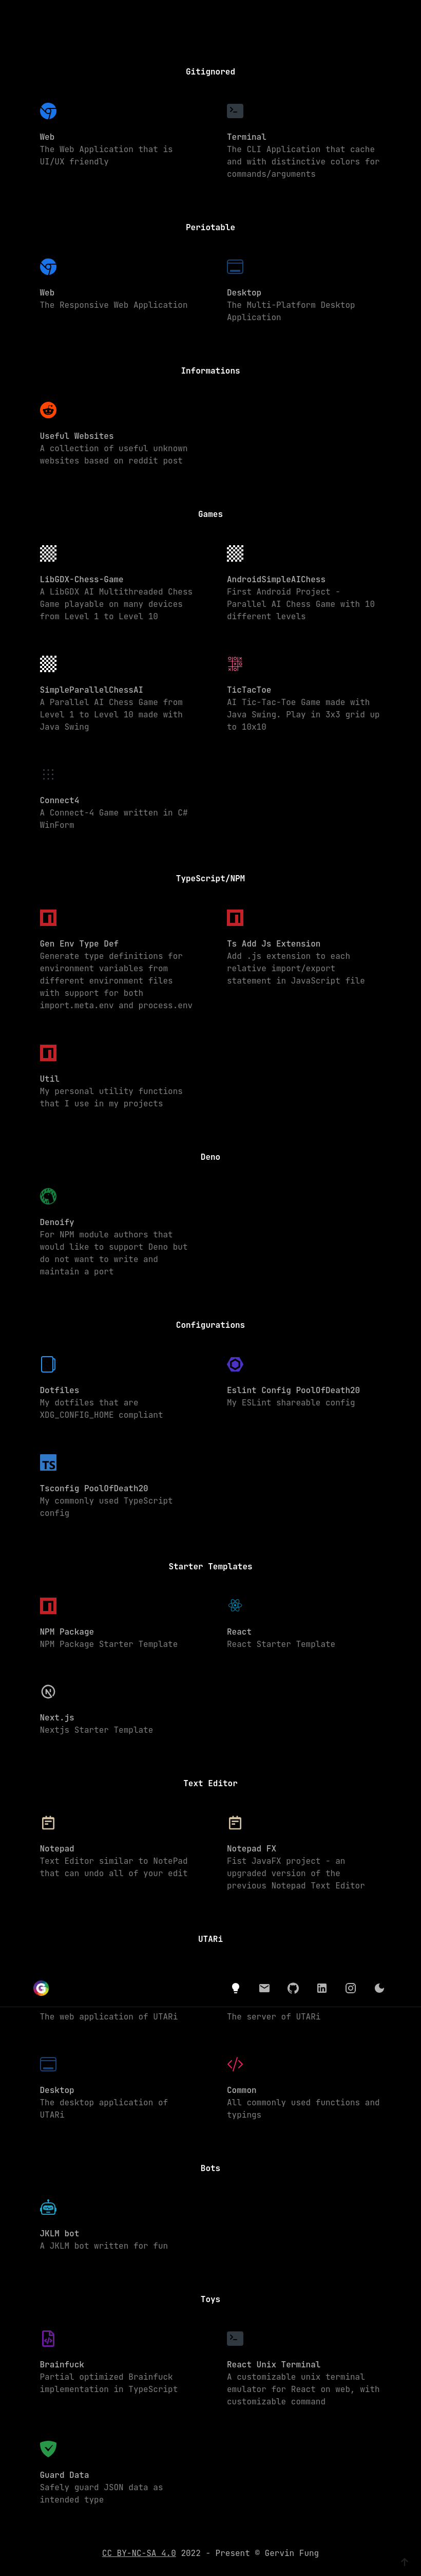 Gitignored
Web
The Web Application that is
UI/UX friendly
Terminal
The CLI Application that cache
and with distinctive colors for
commands/arguments
Periotable
Web
The Responsive Web Application
Desktop
The Multi-Platform Desktop
Application
Informations
Useful Websites
A collection of useful unknown
websites based on reddit post
Games
LibGDX-Chess-Game
A LibGDX AI Multithreaded Chess
Game playable on many devices
from Level 1 to Level 10
AndroidSimpleAIChess
First Android Project -
Parallel AI Chess Game with 10
different levels
SimpleParallelChessAI
A Parallel AI Chess Game from
Level 1 to Level 10 made with
Java Swing
TicTacToe
AI Tic-Tac-Toe Game made with
Java Swing. Play in 3x3 grid up
to 10x10
Connect4
A Connect-4 Game written in C#
WinForm
TypeScript/NPM
Gen Env Type Def
Generate type definitions for
environment variables from
different environment files
with support for both
import.meta.env and process.env
Ts Add Js Extension
Add .js extension to each
relative import/export
statement in JavaScript file
Util
My personal utility functions
that I use in my projects
Deno
Denoify
For NPM module authors that
would like to support Deno but
do not want to write and
maintain a port
Configurations
Dotfiles
My dotfiles that are
XDG_CONFIG_HOME compliant
Eslint Config PoolOfDeath20
My ESLint shareable config
TS
Tsconfig PoolOfDeath20
My commonly used TypeScript
config
Starter Templates
NPM Package
NPM Package Starter Template
React
React Starter Template
Next.js
Nextjs Starter Template
Text Editor
Notepad
Text Editor similar to NotePad
that can undo all of your edit
Notepad FX
Fist JavaFX project - an
upgraded version of the
previous Notepad Text Editor
UTARi
G
The web application of UTARi
The server of UTARi
Desktop
The desktop application of
UTARi
Common
All commonly used functions and
typings
Bots
JKLM bot
A JKLM bot written for fun
Toys
Brainfuck
Partial optimized Brainfuck
implementation in TypeScript
React Unix Terminal
A customizable unix terminal
emulator for React on web, with
customizable command
Guard Data
Safely guard JSON data as
intended type
CC BY-NC-SA 4.0 2022 - Present © Gervin Fung